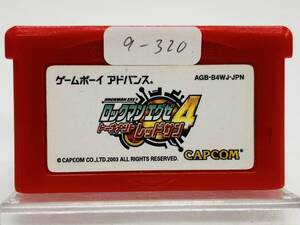 9-320
ゲームボーイ アドバンス
AGB-B4WJ-JPN
ROCKMAN EXE 4
ロックマン エグゼ 4
トーナメント レッドサン
© CAPCOM CO.,LTD.2003 ALL RIGHTS RESERVED.
CAPCOM